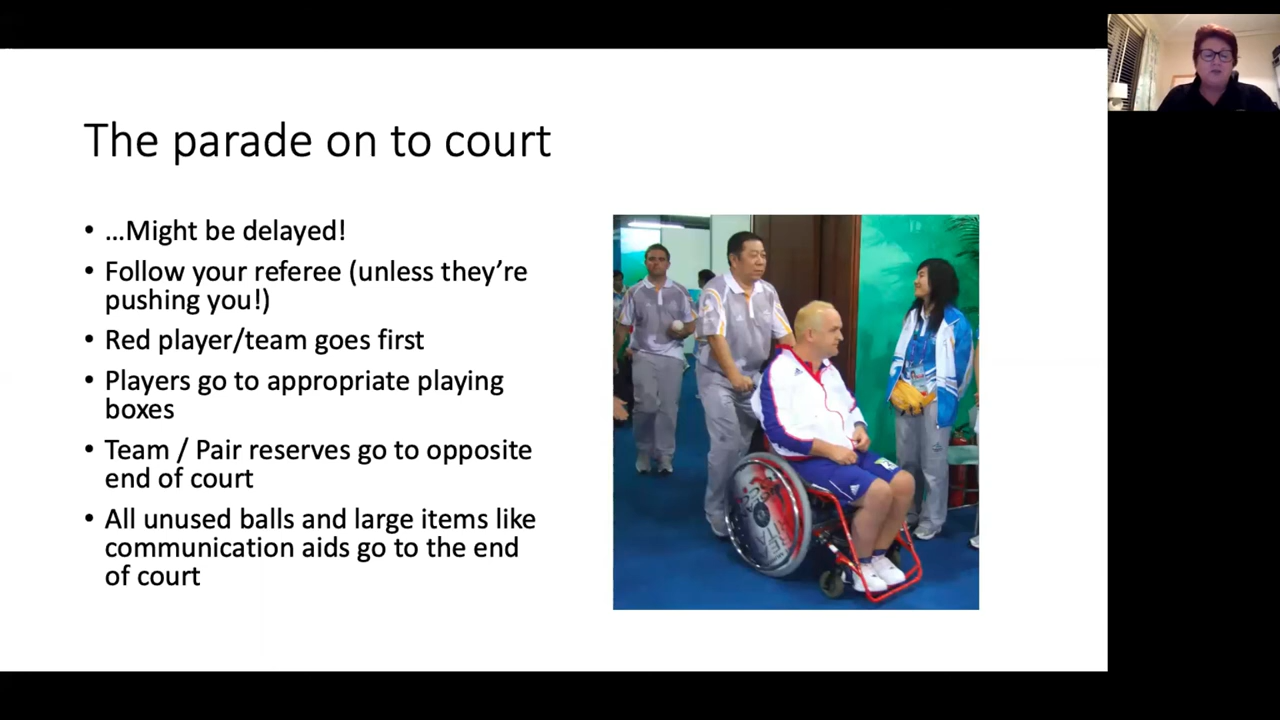 The parade on to court
• …Might be delayed!
• Follow your referee (unless they’re
pushing you!)
• Red player/team goes first
• Players go to appropriate playing
boxes
• Team / Pair reserves go to opposite
end of court
• All unused balls and large items like
communication aids go to the end
of court